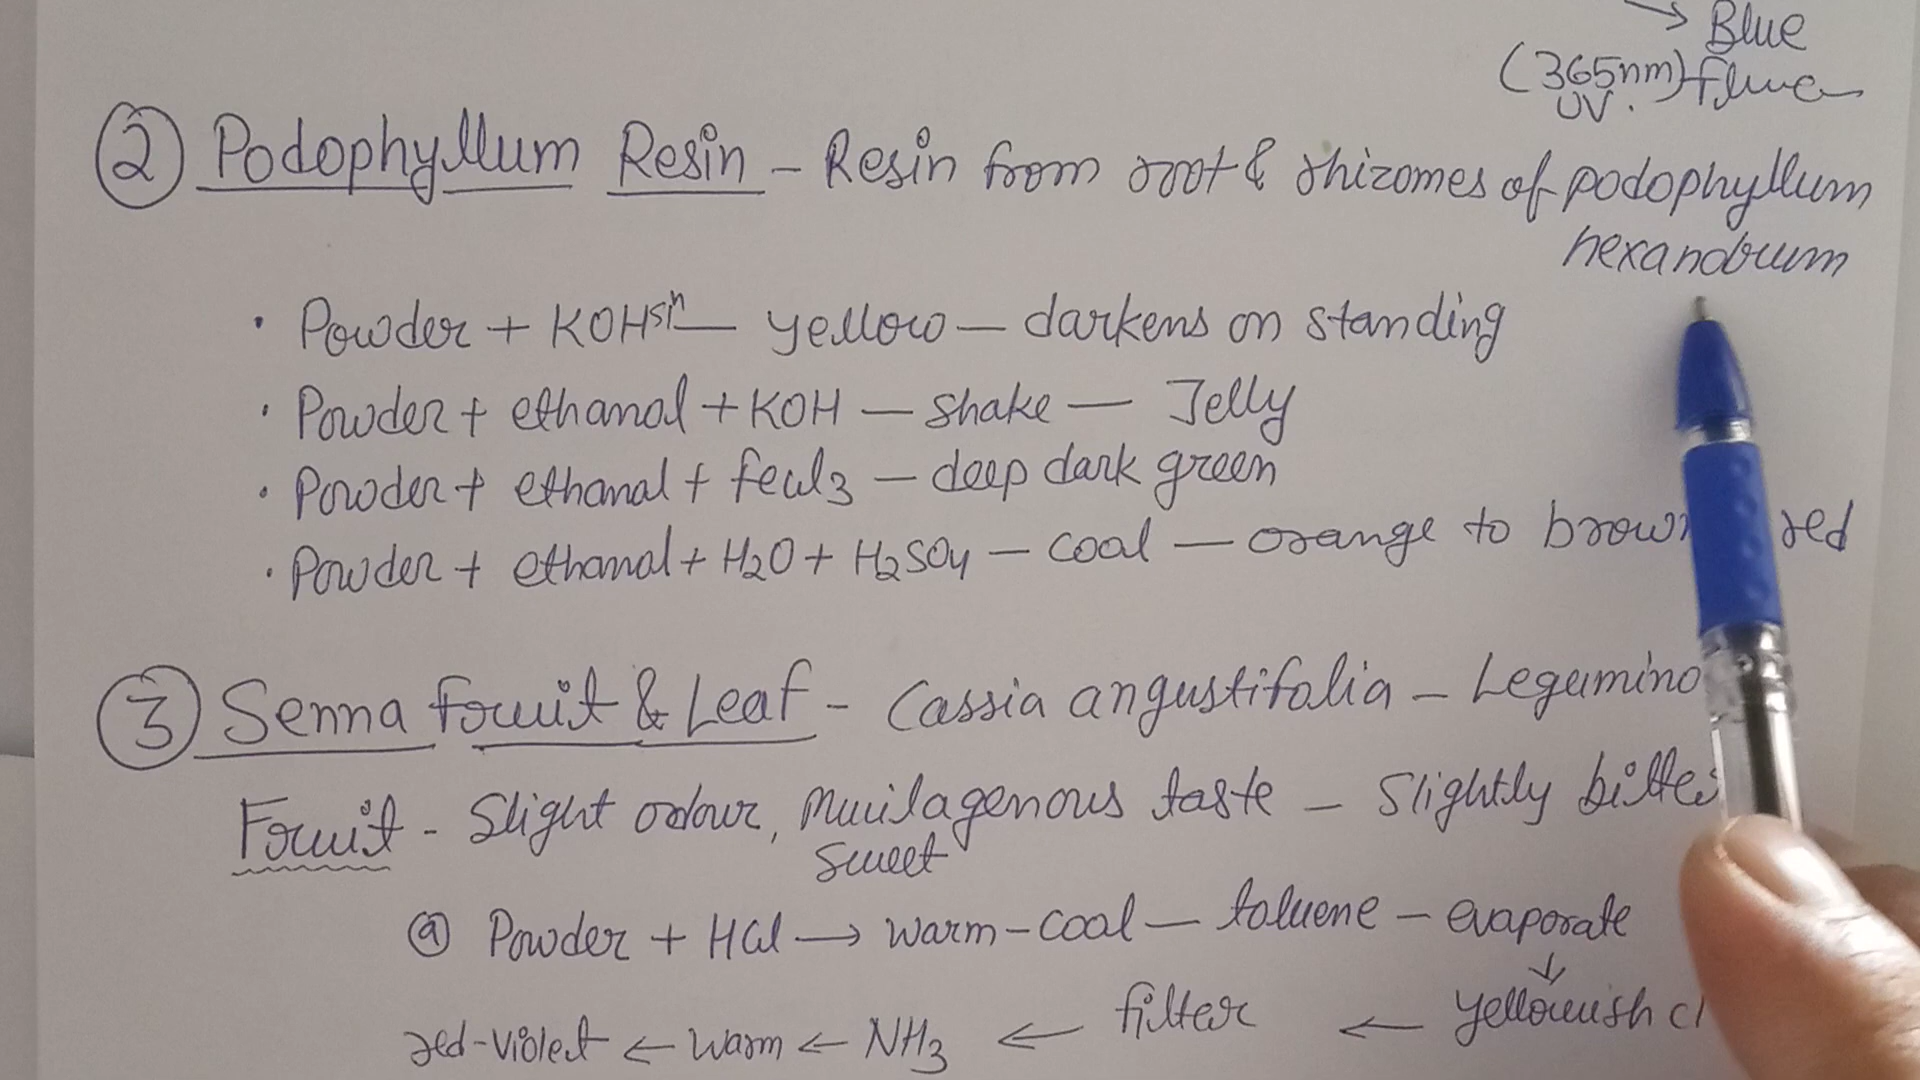 → Blue
(365nm) fluo
UV.
② Podophyllum Resin - Resin from root & rhizomes of podophyllum
hexandrum
· Powder + KOH slⁿ — yellow — darkens on standing
· Powder + ethanol + KOH — shake — Jelly
· Powder + ethanol + fecl3 — deep dark green
· Powder + ethanol + H2O + H2SO4 — cool — orange to brown red
③ Senna fruit & Leaf - Cassia angustifolia - Legumino
Fruit - Slight odour, Mucilagenous taste - Slightly bitter
sweet
ⓐ Powder + HCl → warm - cool - toluene - evaporate
↓
red-violet ← warm ← NH3 ← filter ← yellowish cl